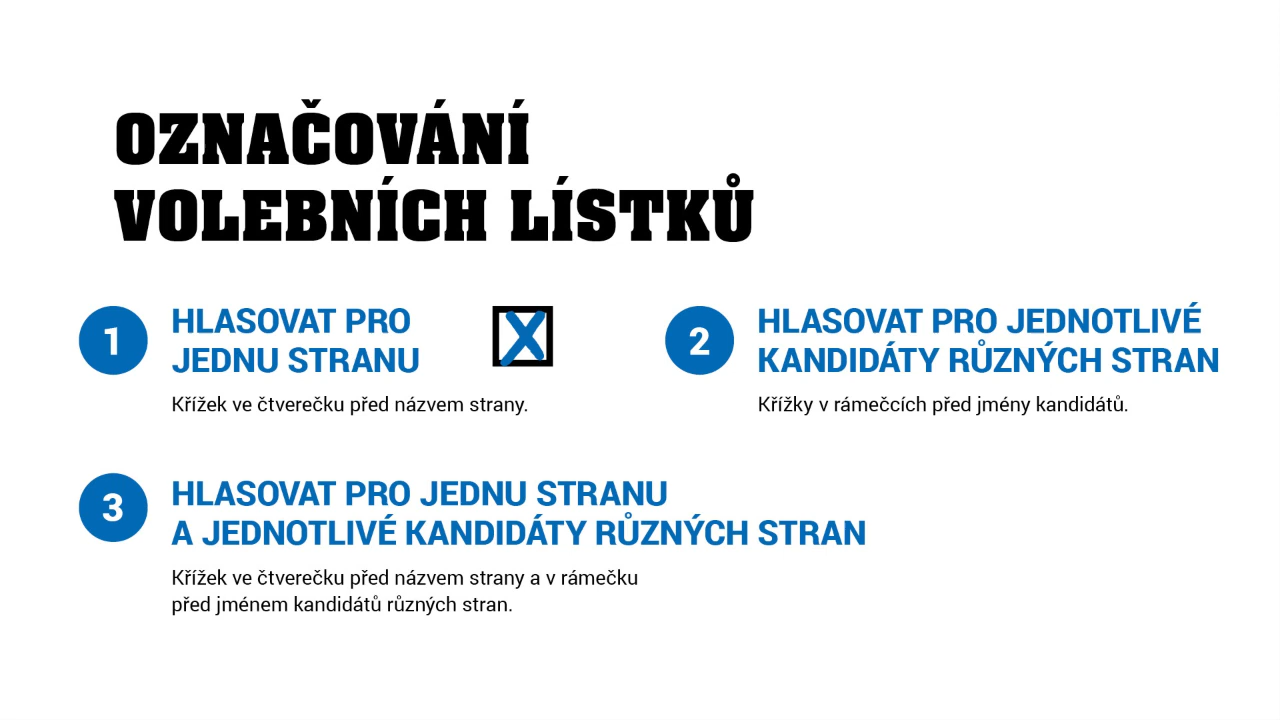 OZNAČOVÁNÍ
VOLEBNÍCH LÍSTKŮ
1
HLASOVAT PRO
JEDNU STRANU
X
Křížek ve čtverečku před názvem strany.
2
HLASOVAT PRO JEDNOTLIVÉ
KANDIDÁTY RŮZNÝCH STRAN
Křížky v rámečcích před jmény kandidátů.
3
HLASOVAT PRO JEDNU STRANU
A JEDNOTLIVÉ KANDIDÁTY RŮZNÝCH STRAN
Křížek ve čtverečku před názvem strany a v rámečku
před jménem kandidátů různých stran.